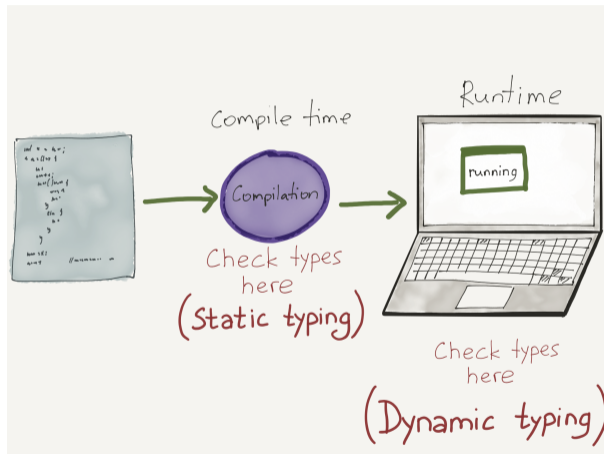 Compile time
Compilation
Check types
here
(Static typing)
Runtime
running
Check types
here
(Dynamic typing)